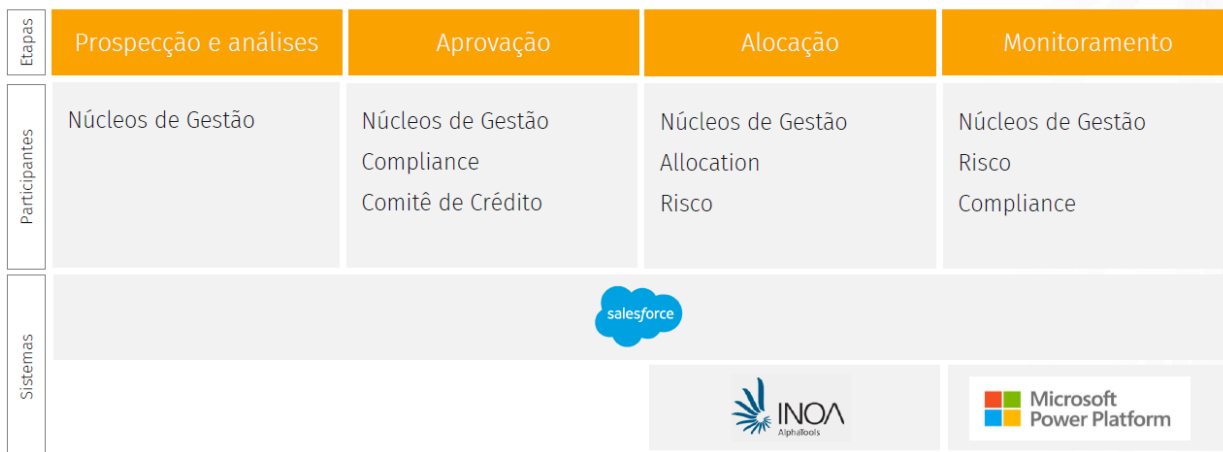 Etapas
Prospecção e análises
Aprovação
Alocação
Monitoramento
Participantes
Núcleos de Gestão
Núcleos de Gestão
Compliance
Comitê de Crédito
Núcleos de Gestão
Allocation
Risco
Núcleos de Gestão
Risco
Compliance
Sistemas
salesforce
INOA
AlphaTools
Microsoft
Power Platform